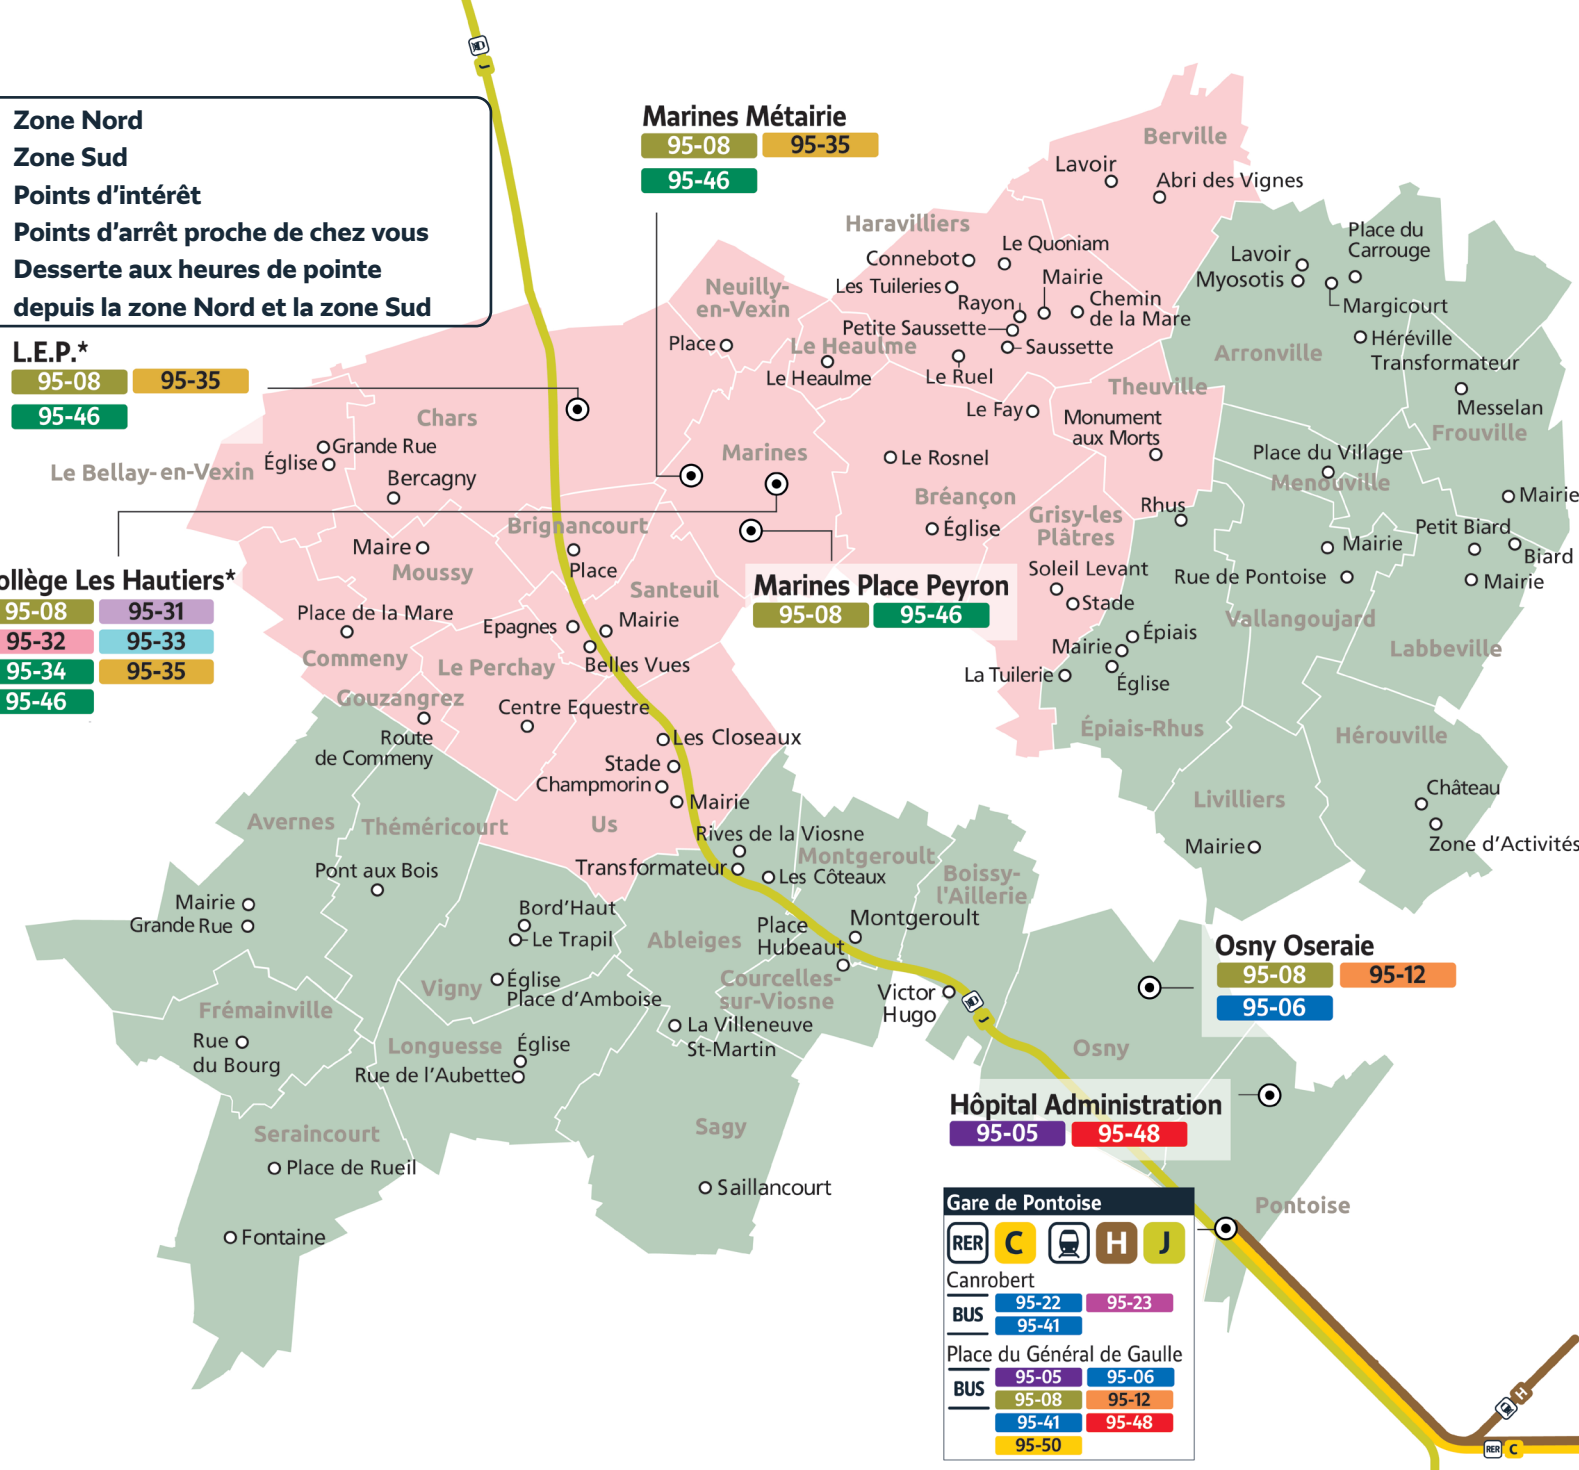 J
Zone Nord
Zone Sud
Points d'intérêt
Points d'arrêt proche de chez vous
Desserte aux heures de pointe
depuis la zone Nord et la zone Sud
L.E.P.*
95-08 95-35
95-46
Marines Métairie
95-08 95-35
95-46
ollège Les Hautiers*
95-08 95-31
95-32 95-33
95-34 95-35
95-46
Marines Place Peyron
95-08 95-46
Berville
Lavoir
Abri des Vignes
Haravilliers
Connebot
Le Quoniam
Les Tuileries
Mairie
Rayon
Chemin
de la Mare
Petite Saussette
Saussette
Le Ruel
Neuilly-
en-Vexin
Place
Le Heaulme
Le Heaulme
Le Fay
Theuville
Monument
aux Morts
Lavoir
Myosotis
Place du
Carrouge
Margicourt
Héréville
Transformateur
Arronville
Messelan
Frouville
Mairie
Place du Village
Menouville
Chars
Grande Rue
Église
Le Bellay-en-Vexin
Bercagny
Marines
Le Rosnel
Bréançon
Église
Grisy-les
Plâtres
Rhus
Soleil Levant
Stade
Mairie
Rue de Pontoise
Vallangoujard
Petit Biard
Biard
Mairie
Labbeville
Brignancourt
Place
Maire
Moussy
Santeuil
Place de la Mare
Commeny
Epagnes
Mairie
Belles Vues
Le Perchay
Gouzangrez
Route
de Commeny
Centre Equestre
Épiais
Mairie
La Tuilerie
Église
Épiais-Rhus
Hérouville
Château
Zone d'Activités
Livilliers
Mairie
Les Closeaux
Stade
Champmorin
Mairie
Us
Avernes
Théméricourt
Pont aux Bois
Mairie
Grande Rue
Rives de la Viosne
Transformateur
Les Côteaux
Montgeroult
Boissy-
l'Aillerie
Bord'Haut
Le Trapil
Ableiges
Place
Hubeaut
Montgeroult
Vigny
Église
Place d'Amboise
Courcelles-
sur-Viosne
Victor
Hugo
J
Frémainville
Rue
du Bourg
Longuesse
Église
Rue de l'Aubette
La Villeneuve
St-Martin
Osny Oseraie
95-08 95-12
95-06
Osny
Hôpital Administration
95-05 95-48
Seraincourt
Place de Rueil
Fontaine
Sagy
Saillancourt
Pontoise
Gare de Pontoise
RER C H J
Canrobert
BUS
95-22 95-23
95-41
Place du Général de Gaulle
BUS
95-05 95-06
95-08 95-12
95-41 95-48
95-50
H
RER C